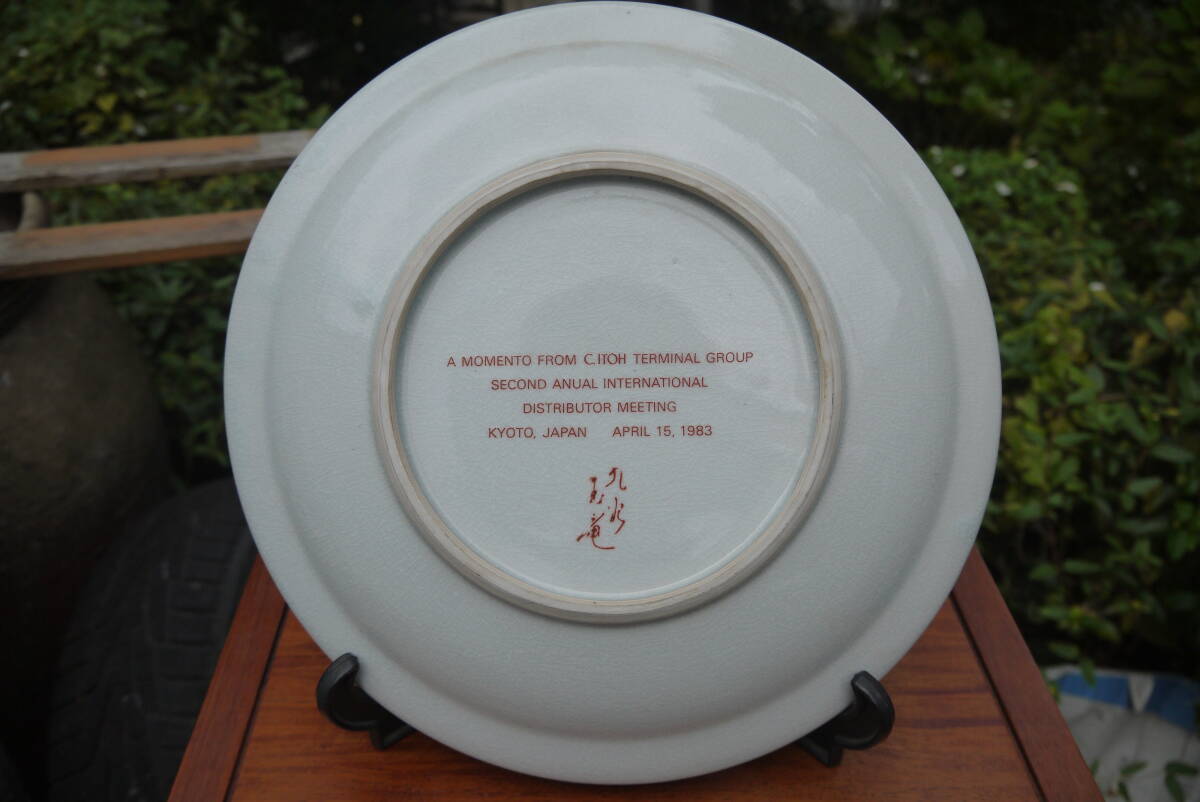 A MOMENTO FROM C.ITOH TERMINAL GROUP
SECOND ANUAL INTERNATIONAL
DISTRIBUTOR MEETING
KYOTO, JAPAN APRIL 15, 1983